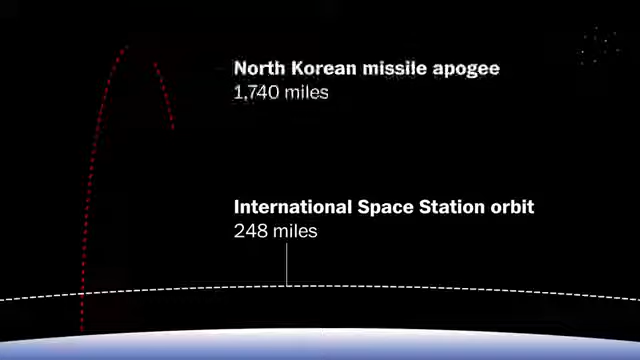 North Korean missile apogee
1,740 miles
International Space Station orbit
248 miles